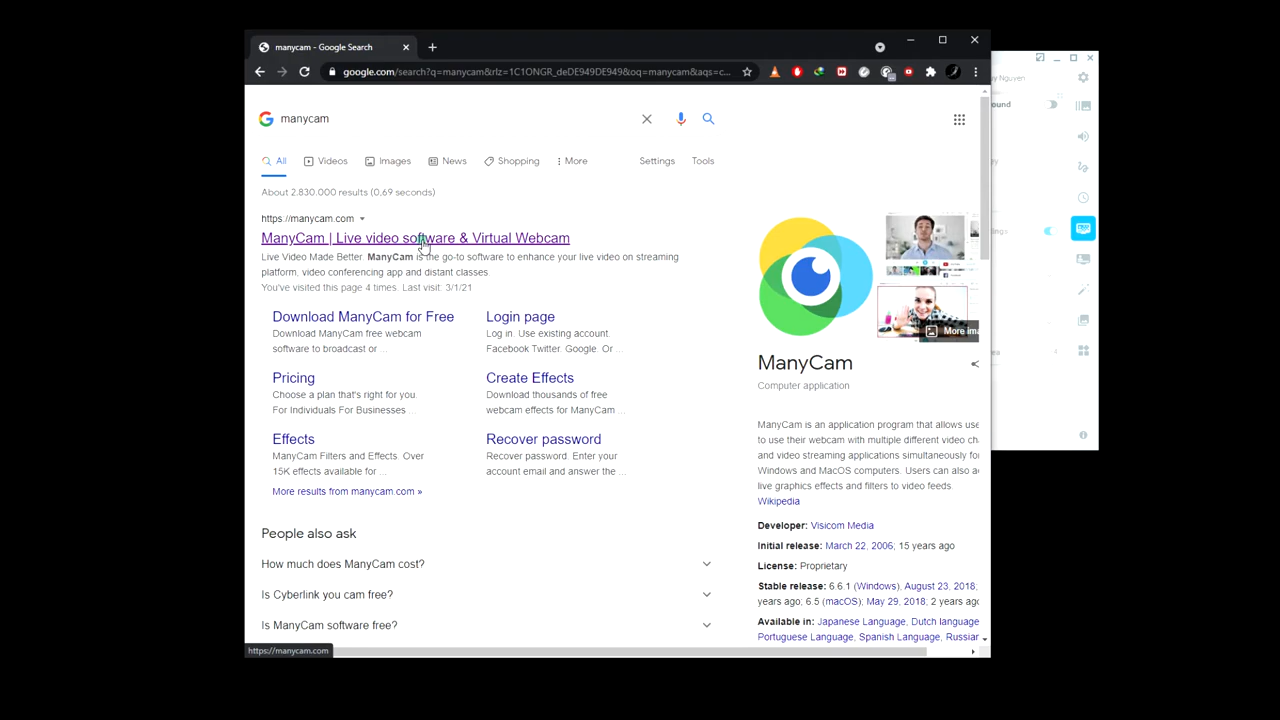 manycam - Google Search
google.com/search?q=manycam&rlz=1C1ONGR_deDE949DE949&oq=manycam&aqs=c...
Nguyen
manycam
All Videos Images News Shopping More Settings Tools
About 2.830.000 results (0,69 seconds)
https://manycam.com
ManyCam | Live video software & Virtual Webcam
Live Video Made Better. ManyCam is the go-to software to enhance your live video on streaming
platform, video conferencing app and distant classes
You've visited this page 4 times. Last visit: 3/1/21
Download ManyCam for Free
Download ManyCam free webcam
software to broadcast or ...
Login page
Log in. Use existing account.
Facebook Twitter. Google. Or ...
Pricing
Choose a plan that's right for you.
For Individuals For Businesses ...
Create Effects
Download thousands of free
webcam effects for ManyCam ...
Effects
ManyCam Filters and Effects. Over
15K effects available for ...
Recover password
Recover password. Enter your
account email and answer the ...
More results from manycam.com »
People also ask
How much does ManyCam cost?
Is Cyberlink you cam free?
Is ManyCam software free?
https://manycam.com
More ima
ManyCam
Computer application
ManyCam is an application program that allows use
to use their webcam with multiple different video ch
and video streaming applications simultaneously fo
Windows and MacOS computers. Users can also a
live graphics effects and filters to video feeds.
Wikipedia
Developer: Visicom Media
Initial release: March 22, 2006; 15 years ago
License: Proprietary
Stable release: 6.6.1 (Windows), August 23, 2018;
years ago; 6.5 (macOS); May 29, 2018; 2 years ago
Available in: Japanese Language, Dutch language
Portuguese Language, Spanish Language, Russian
ound
ngs
4